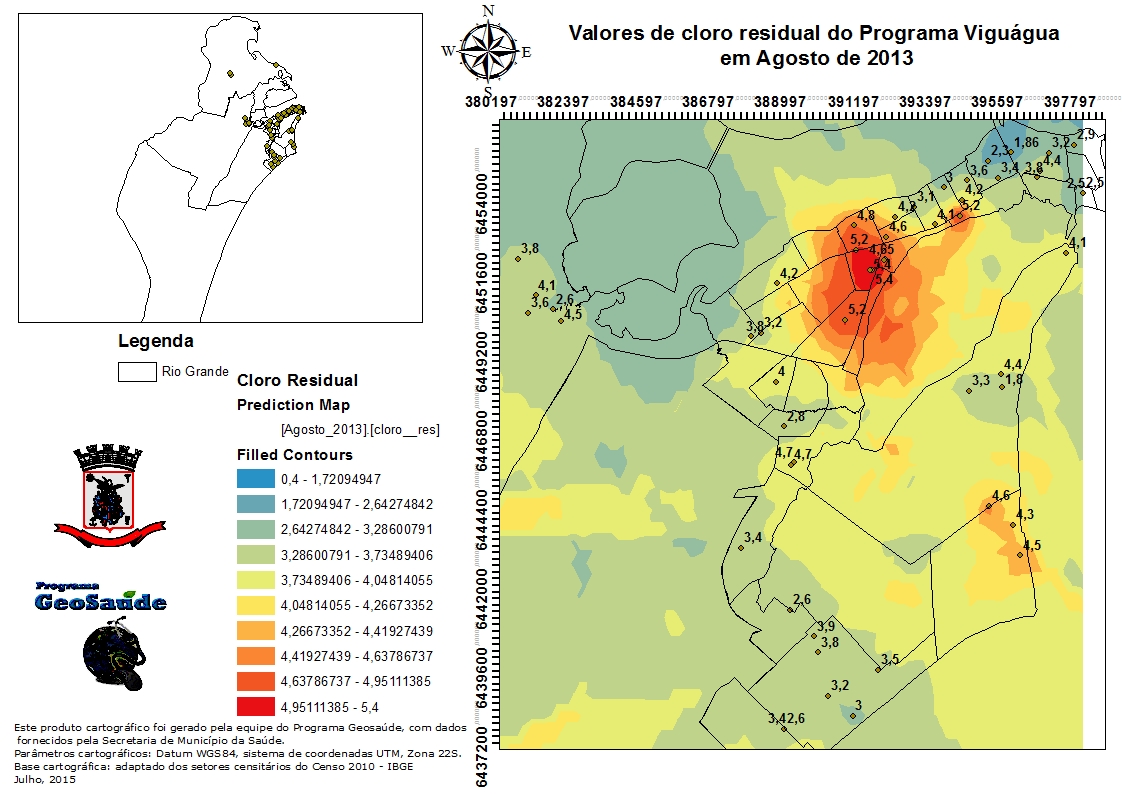 Valores de cloro residual do Programa Viguágua
em Agosto de 2013
N
W
E
S
380197
382397
384597
386797
388997
391197
393397
395597
397797
6454000
6451600
6449200
6446800
6444400
6442000
6439600
6437200
2,9
1,86
3,2
2,3
4,4
3,6
3,4
3,8
3
2,5
2,5
4,2
3,1
5,2
4,1
4,8
4,6
4,1
5,2
3,8
5,4
4,2
5,4
4,1
3,6
2,6
4,5
5,2
3,2
3,8
4,4
4
3,3
1,8
2,8
4,7
4,7
4,6
4,3
3,4
4,5
2,6
3,9
3,8
3,5
3,2
3
3,4
2,6
Legenda
Rio Grande
Cloro Residual
Prediction Map
[Agosto_2013].[cloro__res]
Filled Contours
0,4 - 1,72094947
1,72094947 - 2,64274842
2,64274842 - 3,28600791
3,28600791 - 3,73489406
3,73489406 - 4,04814055
4,04814055 - 4,26673352
4,26673352 - 4,41927439
4,41927439 - 4,63786737
4,63786737 - 4,95111385
4,95111385 - 5,4
Programa
GeoSaúde
Este produto cartográfico foi gerado pela equipe do Programa Geosaúde, com dados
fornecidos pela Secretaria de Município da Saúde.
Parâmetros cartográficos: Datum WGS84, sistema de coordenadas UTM, Zona 22S.
Base cartográfica: adaptado dos setores censitários do Censo 2010 - IBGE
Julho, 2015